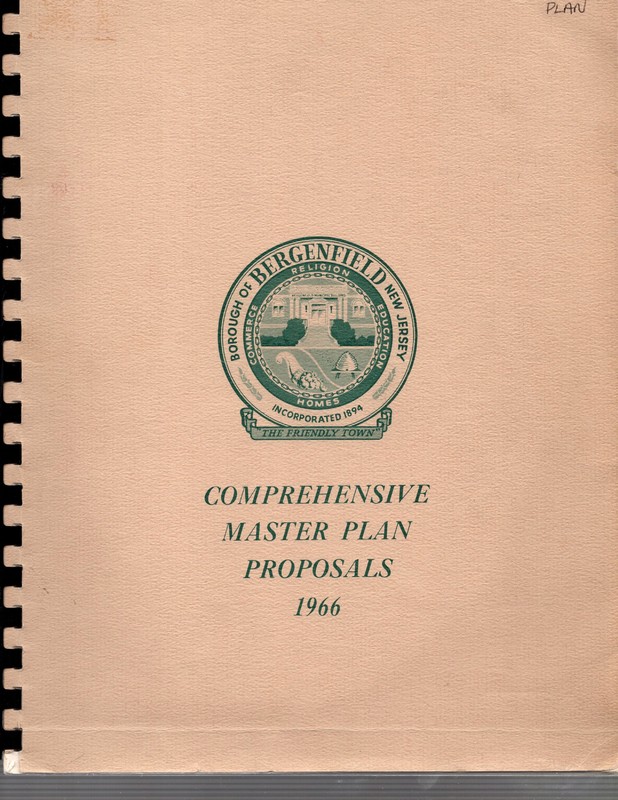 PLAN
BOROUGH OF BERGENFIELD NEW JERSEY
RELIGION
COMMERCE
EDUCATION
HOMES
INCORPORATED 1894
"THE FRIENDLY TOWN"
COMPREHENSIVE
MASTER PLAN
PROPOSALS
1966